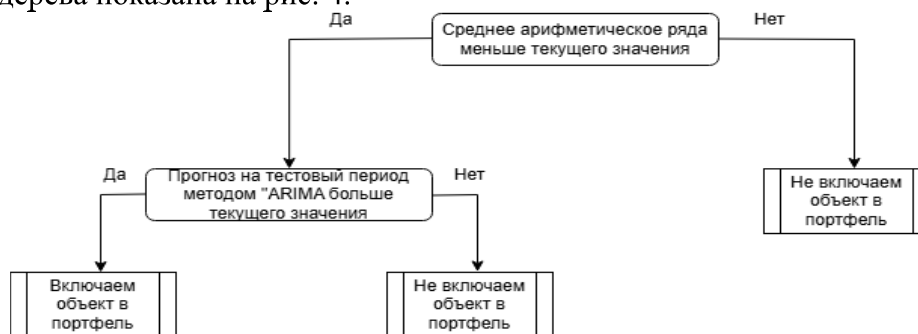 дерева показана на рис. 4.
Да
Среднее арифметическое ряда
меньше текущего значения
Нет
Да
Прогноз на тестовый период
методом "ARIMA больше
текущего значения
Нет
Не включаем
объект в
портфель
Включаем
объект в
портфель
Не включаем
объект в
портфель